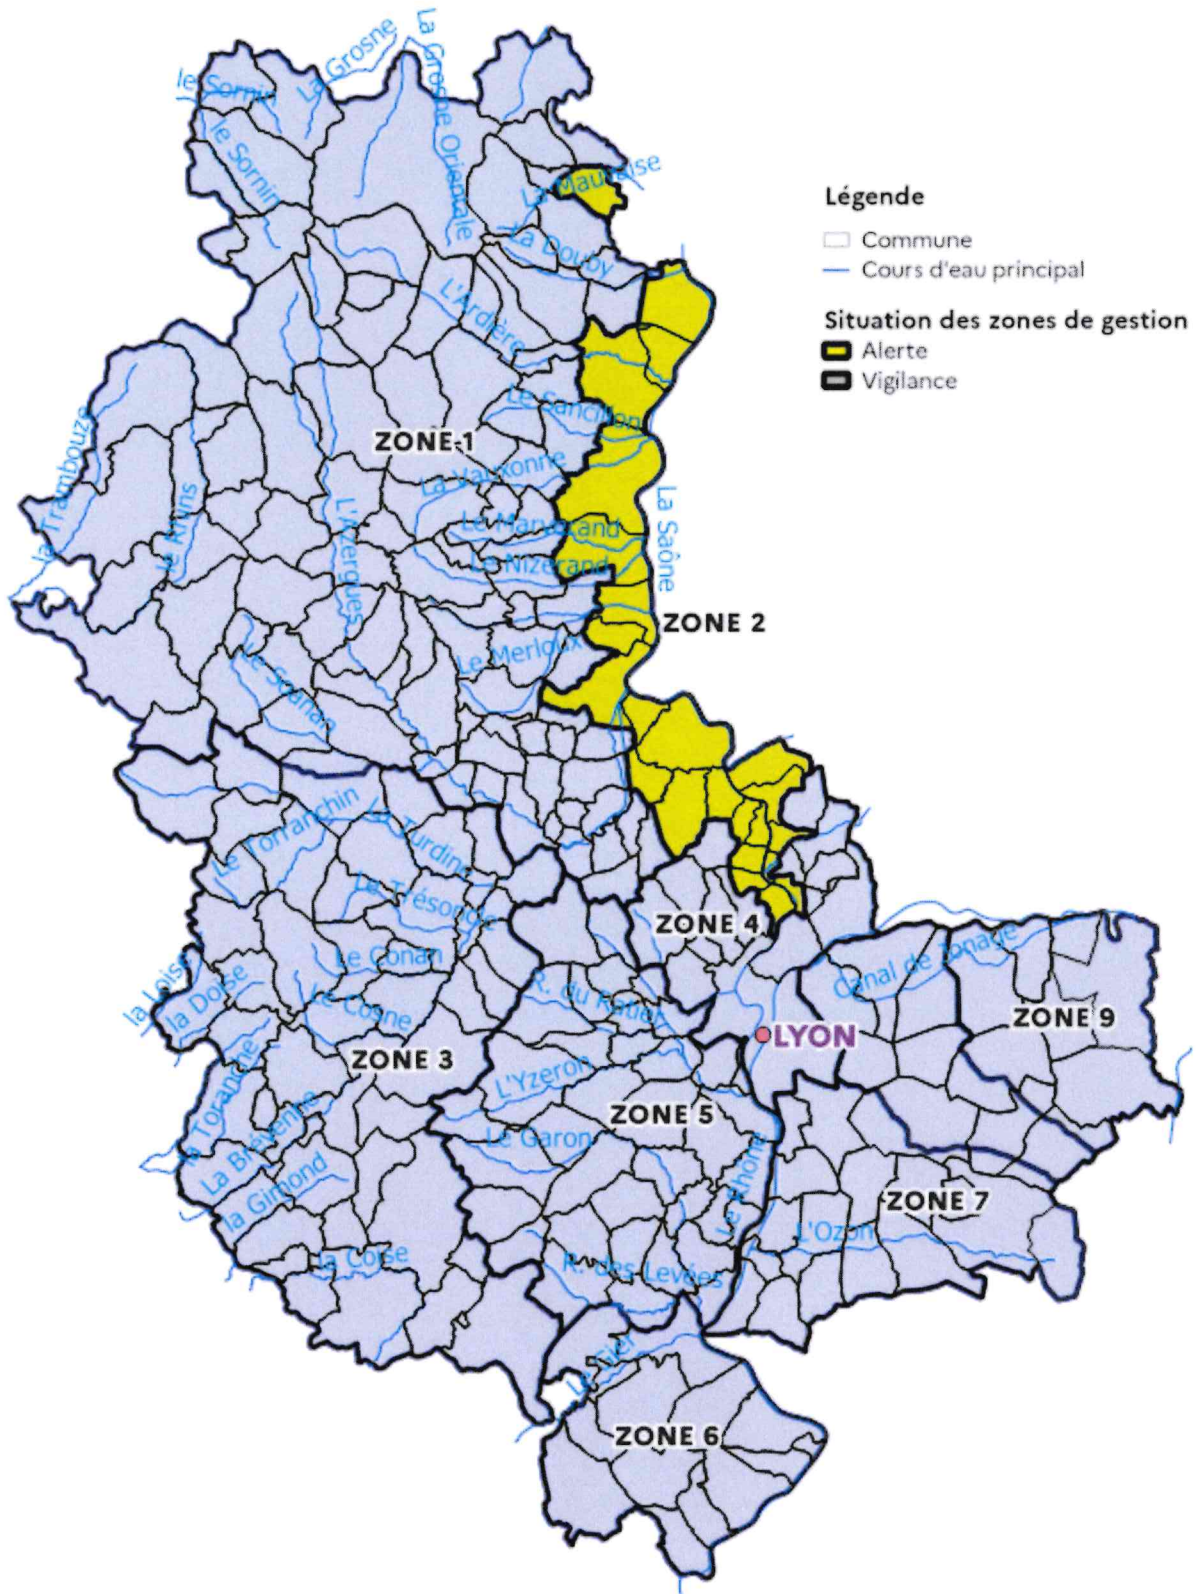 La Grosne
La Grosne Orientale
le Sornin
le Sornin
La Mauvaise
La Douby
Légende
Commune
Cours d'eau principal
Situation des zones de gestion
Alerte
Vigilance
L'Ardière
Le Sancillon
ZONE 1
la Trambouze
La Vauxonne
le Rhins
L'Azergues
Le Marverand
La Saône
Le Nizerand
ZONE 2
Le Merloux
Le Soanan
Le Torranchin
La Turdine
Le Trésoncle
ZONE 4
Le Conan
Canal de Jonage
la Loise
la Doise
Le Cosne
R. du Ratier
ZONE 9
LYON
ZONE 3
la Toranche
L'Yzeron
ZONE 5
La Brévenne
Le Garon
Le Rhône
la Gimond
ZONE 7
L'Ozon
la Coise
R. des Levées
Le Gier
ZONE 6